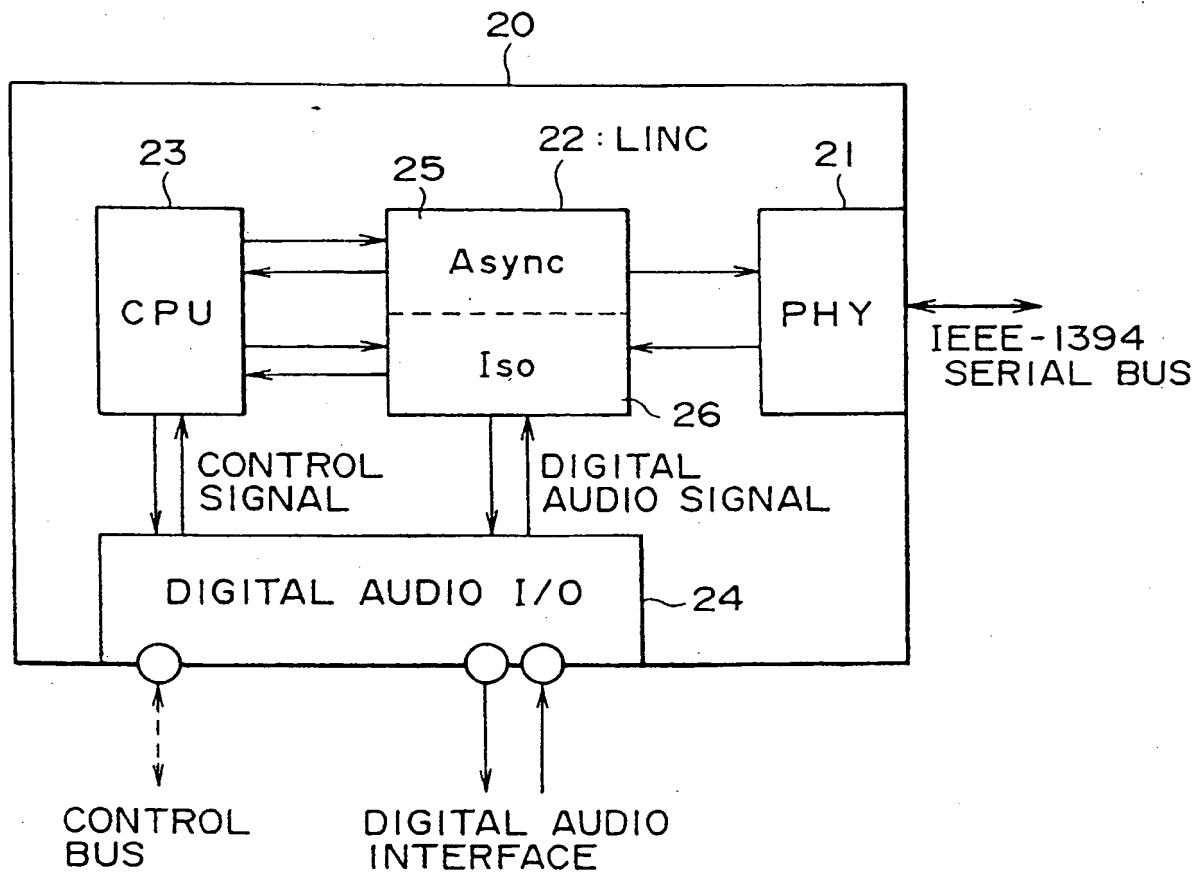 20
23
25
22 : LINC
21
Async
CPU
PHY
Iso
IEEE-1394
SERIAL BUS
26
CONTROL
SIGNAL
DIGITAL
AUDIO SIGNAL
DIGITAL AUDIO I/O
24
CONTROL
BUS
DIGITAL AUDIO
INTERFACE